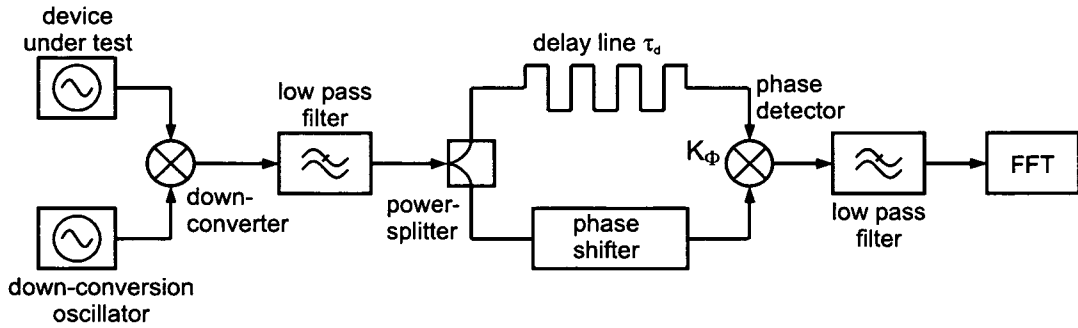 device
under test
delay line τd
phase
detector
low pass
filter
KΦ
FFT
down-
converter
power-
splitter
phase
shifter
low pass
filter
down-conversion
oscillator